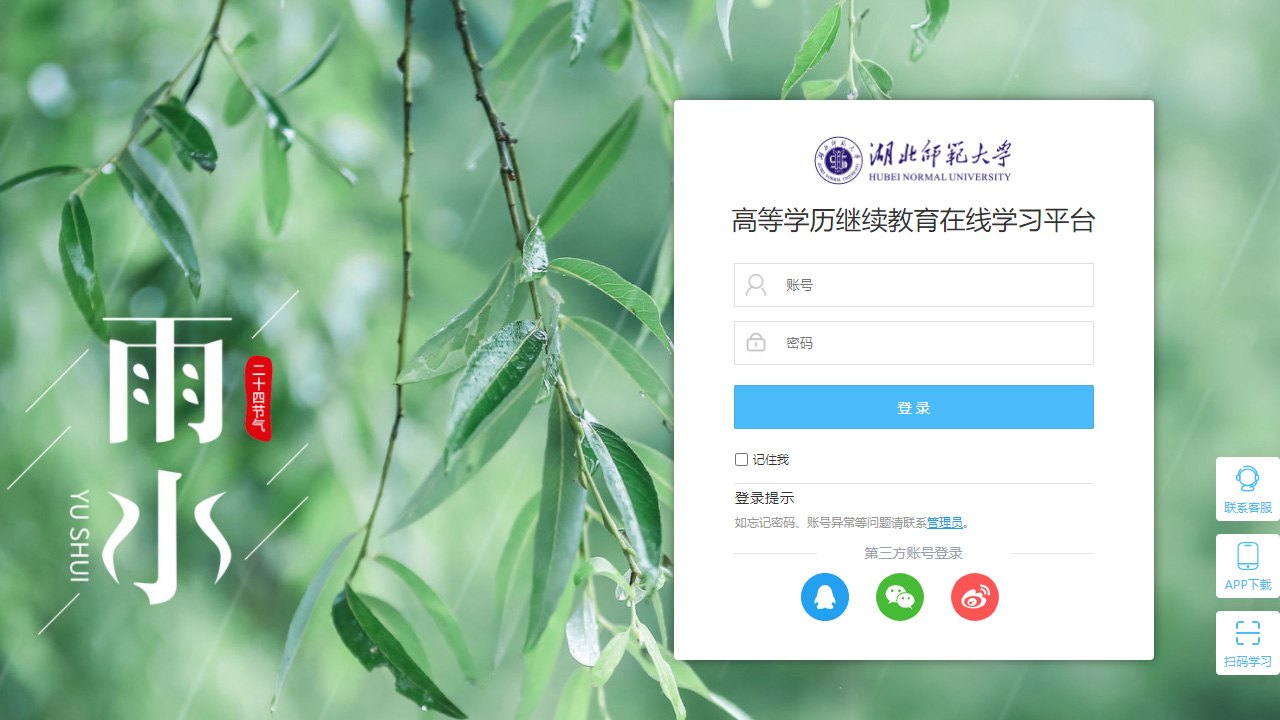 雨水
YU SHUI
二十四节气
湖北师范大学
HUBEI NORMAL UNIVERSITY
高等学历继续教育在线学习平台
账号
密码
登 录
记住我
登录提示
如忘记密码、账号异常等问题请联系管理员。
第三方账号登录
联系客服
APP下载
扫码学习